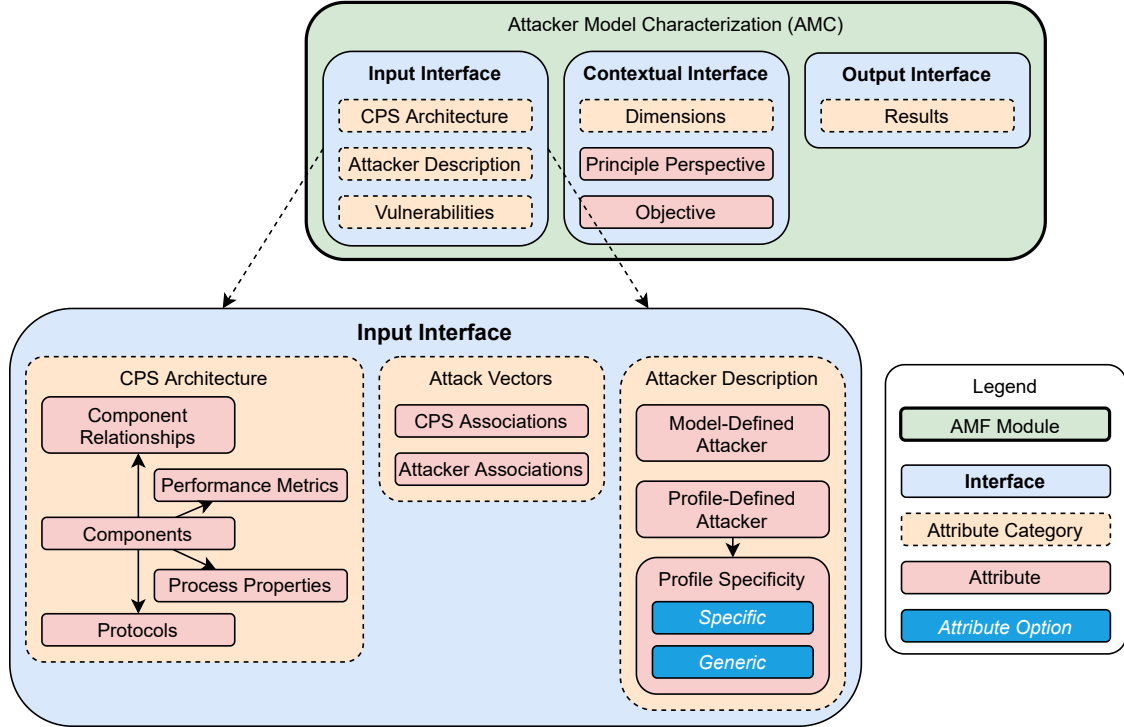 Attacker Model Characterization (AMC)
Input Interface
CPS Architecture
Attacker Description
Vulnerabilities
Contextual Interface
Dimensions
Principle Perspective
Objective
Output Interface
Results
Input Interface
CPS Architecture
Component
Relationships
Performance Metrics
Components
Process Properties
Protocols
Attack Vectors
CPS Associations
Attacker Associations
Attacker Description
Model-Defined
Attacker
Profile-Defined
Attacker
Profile Specificity
Specific
Generic
Legend
AMF Module
Interface
Attribute Category
Attribute
Attribute Option